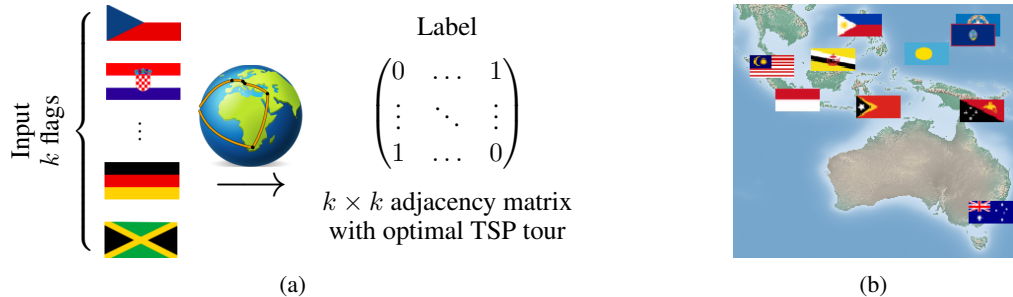 Input
k flags
⋮
Label
0 … 1
⋮ ⋱ ⋮
1 … 0
k × k adjacency matrix
with optimal TSP tour
(a)
(b)